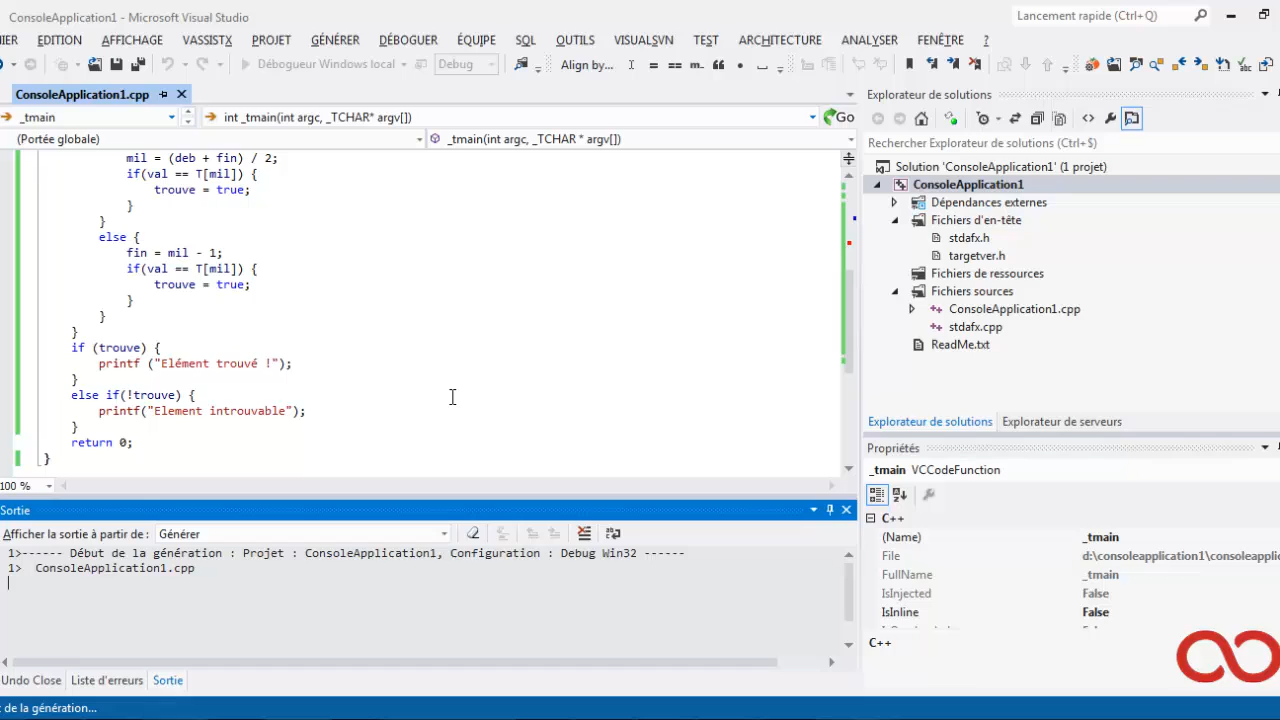 ConsoleApplication1 - Microsoft Visual Studio
Lancement rapide (Ctrl+Q)
IER EDITION AFFICHAGE VASSISTX PROJET GÉNÉRER DÉBOGUER ÉQUIPE SQL OUTILS VISUALSVN TEST ARCHITECTURE ANALYSER FENÊTRE ?
Débogueur Windows local Debug Align by...
ConsoleApplication1.cpp
_tmain
int _tmain(int argc, _TCHAR* argv[])
Go
(Portée globale)
_tmain(int argc, _TCHAR * argv[])
mil = (deb + fin) / 2;
if(val == T[mil]) {
trouve = true;
}
}
else {
fin = mil - 1;
if(val == T[mil]) {
trouve = true;
}
}
}
if (trouve) {
printf ("Elément trouvé !");
}
else if(!trouve) {
printf("Element introuvable");
}
return 0;
}
100 %
Sortie
Afficher la sortie à partir de : Générer
1>------ Début de la génération : Projet : ConsoleApplication1, Configuration : Debug Win32 ------
1> ConsoleApplication1.cpp
Undo Close Liste d'erreurs Sortie
t de la génération...
Explorateur de solutions
Rechercher Explorateur de solutions (Ctrl+$)
Solution 'ConsoleApplication1' (1 projet)
ConsoleApplication1
Dépendances externes
Fichiers d'en-tête
stdafx.h
targetver.h
Fichiers de ressources
Fichiers sources
ConsoleApplication1.cpp
stdafx.cpp
ReadMe.txt
Explorateur de solutions Explorateur de serveurs
Propriétés
_tmain VCCodeFunction
C++
(Name) _tmain
File d:\consoleapplication1\consoleapplic
FullName _tmain
IsInjected False
IsInline False
C++